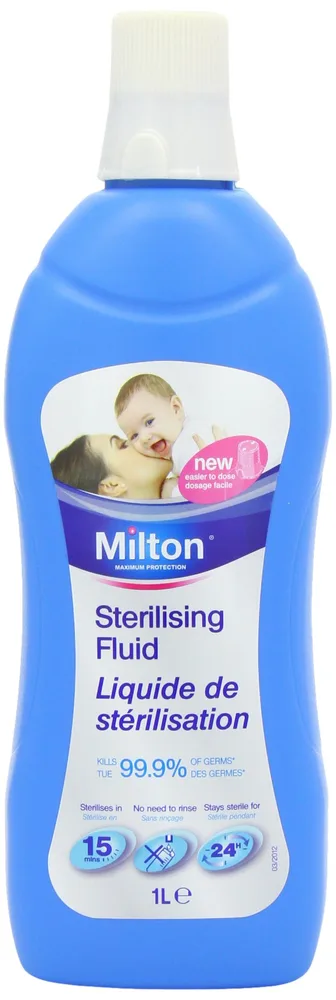 new
easier to dose
dosage facile
Milton®
MAXIMUM PROTECTION
Sterilising
Fluid
Liquide de
stérilisation
KILLS 99.9% OF GERMS*
TUE DES GERMES*
Sterilises in No need to rinse Stays sterile for
Stérilise en Sans rinçage Stérile pendant
15 mins 24H
1L e
03/2012